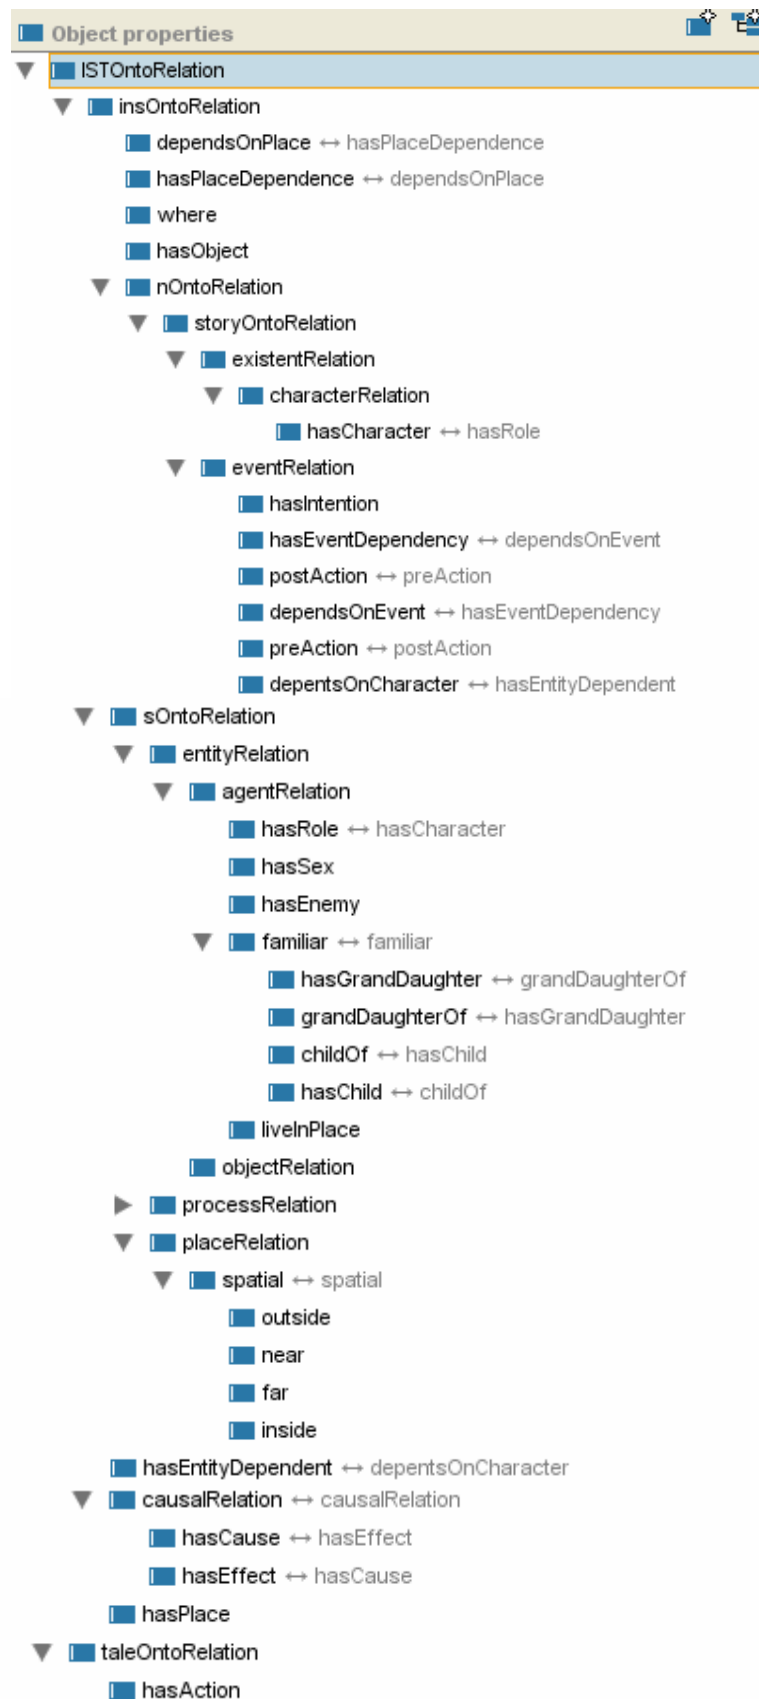 Object properties
ISTOntoRelation
insOntoRelation
dependsOnPlace ↔ hasPlaceDependence
hasPlaceDependence ↔ dependsOnPlace
where
hasObject
nOntoRelation
storyOntoRelation
existentRelation
characterRelation
hasCharacter ↔ hasRole
eventRelation
hasIntention
hasEventDependency ↔ dependsOnEvent
postAction ↔ preAction
dependsOnEvent ↔ hasEventDependency
preAction ↔ postAction
depentsOnCharacter ↔ hasEntityDependent
sOntoRelation
entityRelation
agentRelation
hasRole ↔ hasCharacter
hasSex
hasEnemy
familiar ↔ familiar
hasGrandDaughter ↔ grandDaughterOf
grandDaughterOf ↔ hasGrandDaughter
childOf ↔ hasChild
hasChild ↔ childOf
liveInPlace
objectRelation
processRelation
placeRelation
spatial ↔ spatial
outside
near
far
inside
hasEntityDependent ↔ depentsOnCharacter
causalRelation ↔ causalRelation
hasCause ↔ hasEffect
hasEffect ↔ hasCause
hasPlace
taleOntoRelation
hasAction